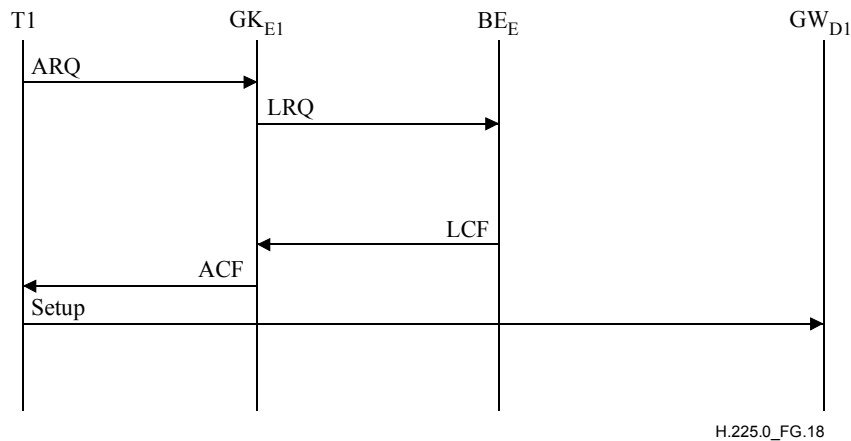 T1 GK_E1 BE_E GW_D1
ARQ
LRQ
LCF
ACF
Setup
H.225.0_FG.18